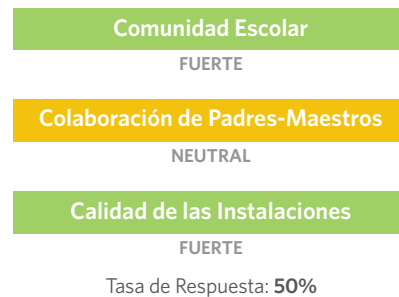 Comunidad Escolar
FUERTE
Colaboración de Padres-Maestros
NEUTRAL
Calidad de las Instalaciones
FUERTE
Tasa de Respuesta: 50%